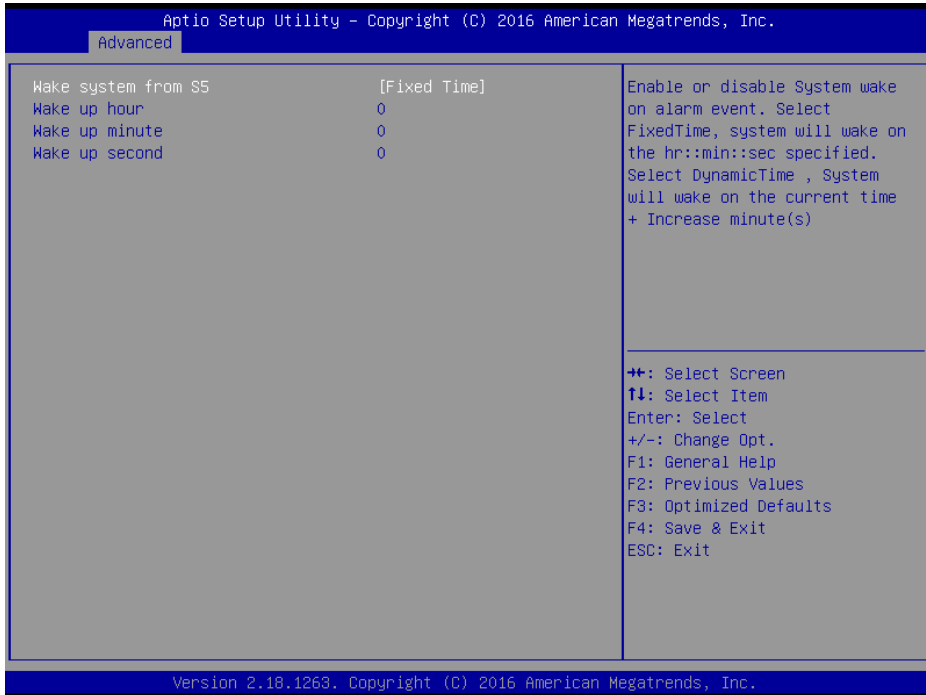 Aptio Setup Utility – Copyright (C) 2016 American Megatrends, Inc.
Advanced
Wake system from S5 [Fixed Time]
Wake up hour 0
Wake up minute 0
Wake up second 0
Enable or disable System wake
on alarm event. Select
FixedTime, system will wake on
the hr::min::sec specified.
Select DynamicTime , System
will wake on the current time
+ Increase minute(s)
→←: Select Screen
↑↓: Select Item
Enter: Select
+/-: Change Opt.
F1: General Help
F2: Previous Values
F3: Optimized Defaults
F4: Save & Exit
ESC: Exit
Version 2.18.1263. Copyright (C) 2016 American Megatrends, Inc.